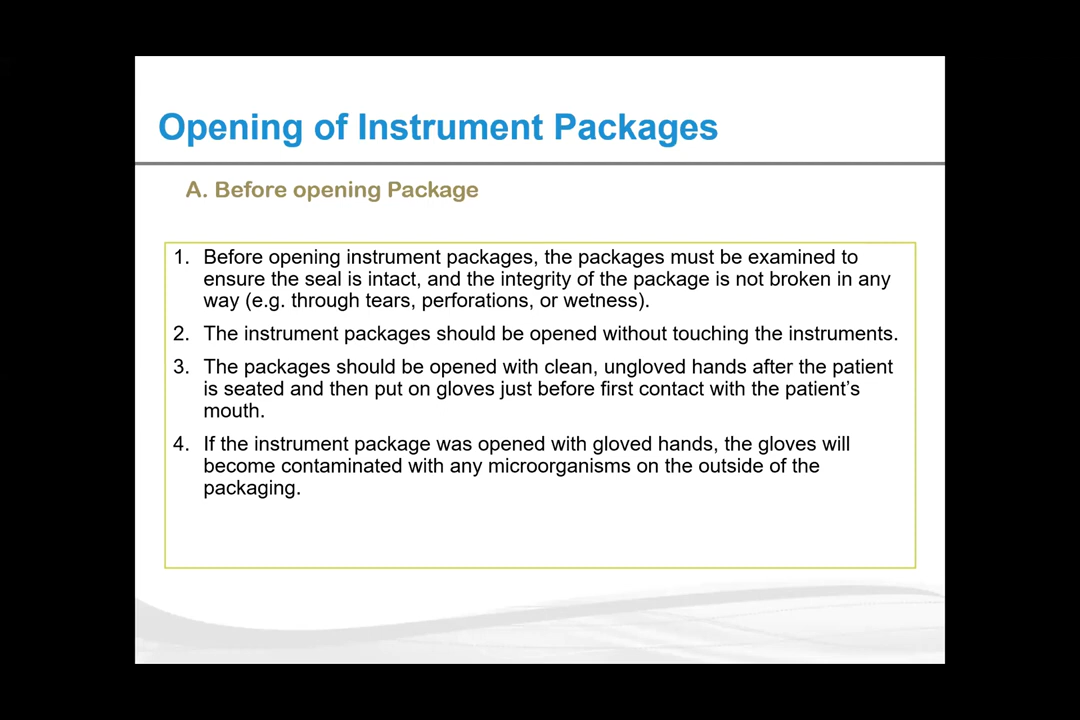 Opening of Instrument Packages
A. Before opening Package
1. Before opening instrument packages, the packages must be examined to
ensure the seal is intact, and the integrity of the package is not broken in any
way (e.g. through tears, perforations, or wetness).
2. The instrument packages should be opened without touching the instruments.
3. The packages should be opened with clean, ungloved hands after the patient
is seated and then put on gloves just before first contact with the patient’s
mouth.
4. If the instrument package was opened with gloved hands, the gloves will
become contaminated with any microorganisms on the outside of the
packaging.